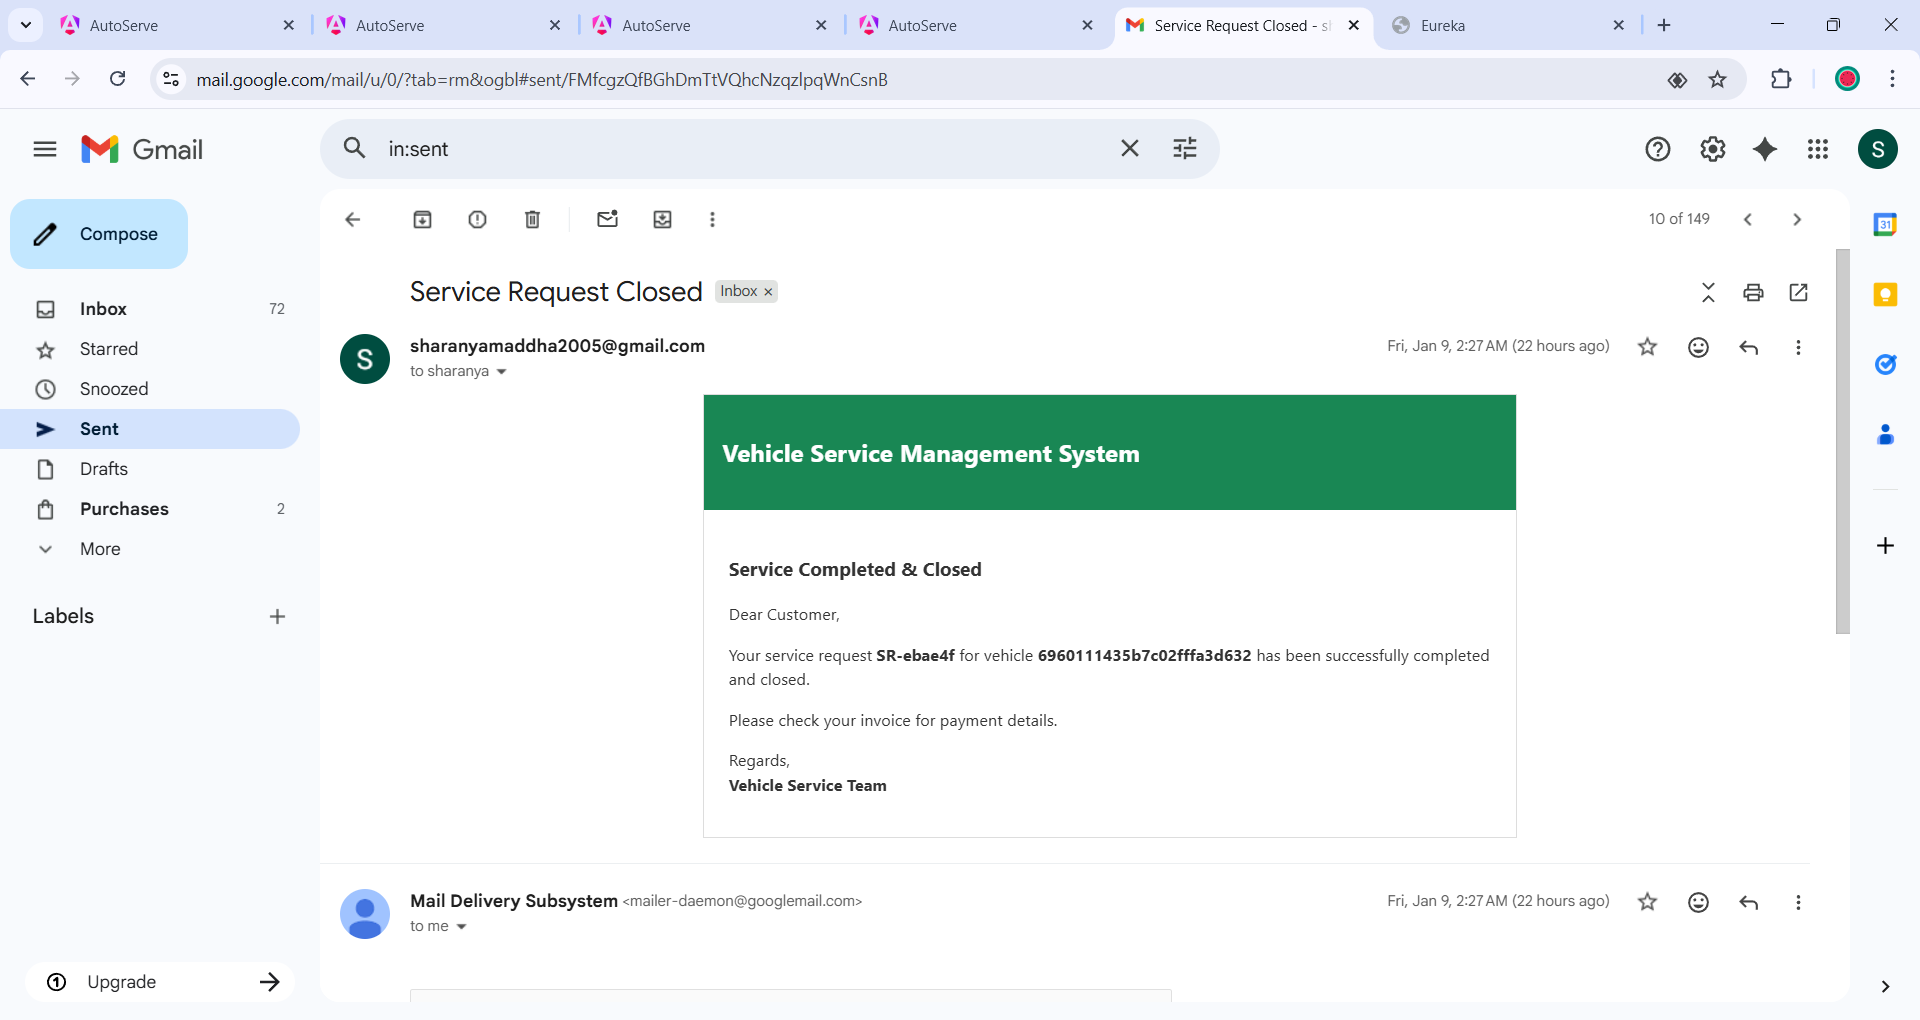 AutoServe
AutoServe
AutoServe
AutoServe
Service Request Closed - s
Eureka
mail.google.com/mail/u/0/?tab=rm&ogbl#sent/FMfcgzQfBGhDmTtVQhcNzqzlpqWnCsnB
Gmail
in:sent
S
Compose
10 of 149
31
Inbox 72
Starred
Snoozed
Sent
Drafts
Purchases 2
More
Labels
Upgrade
Service Request Closed Inbox
S
sharanyamaddha2005@gmail.com
Fri, Jan 9, 2:27 AM (22 hours ago)
to sharanya
Vehicle Service Management System
Service Completed & Closed
Dear Customer,
Your service request SR-ebae4f for vehicle 6960111435b7c02fffa3d632 has been successfully completed
and closed.
Please check your invoice for payment details.
Regards,
Vehicle Service Team
Mail Delivery Subsystem <mailer-daemon@googlemail.com>
Fri, Jan 9, 2:27 AM (22 hours ago)
to me